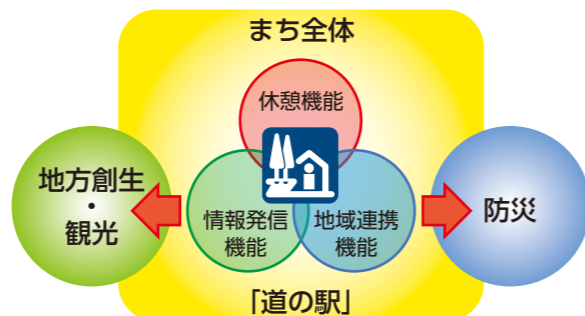 まち全体
休憩機能
地方創生
・
観光
情報発信
機能
地域連携
機能
防災
「道の駅」